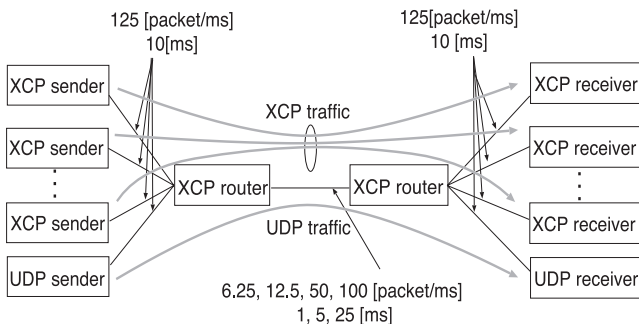 125 [packet/ms]
10[ms]
125[packet/ms]
10 [ms]
XCP sender
XCP sender
XCP sender
UDP sender
XCP traffic
XCP router
XCP router
UDP traffic
6.25, 12.5, 50, 100 [packet/ms]
1, 5, 25 [ms]
XCP receiver
XCP receiver
XCP receiver
UDP receiver